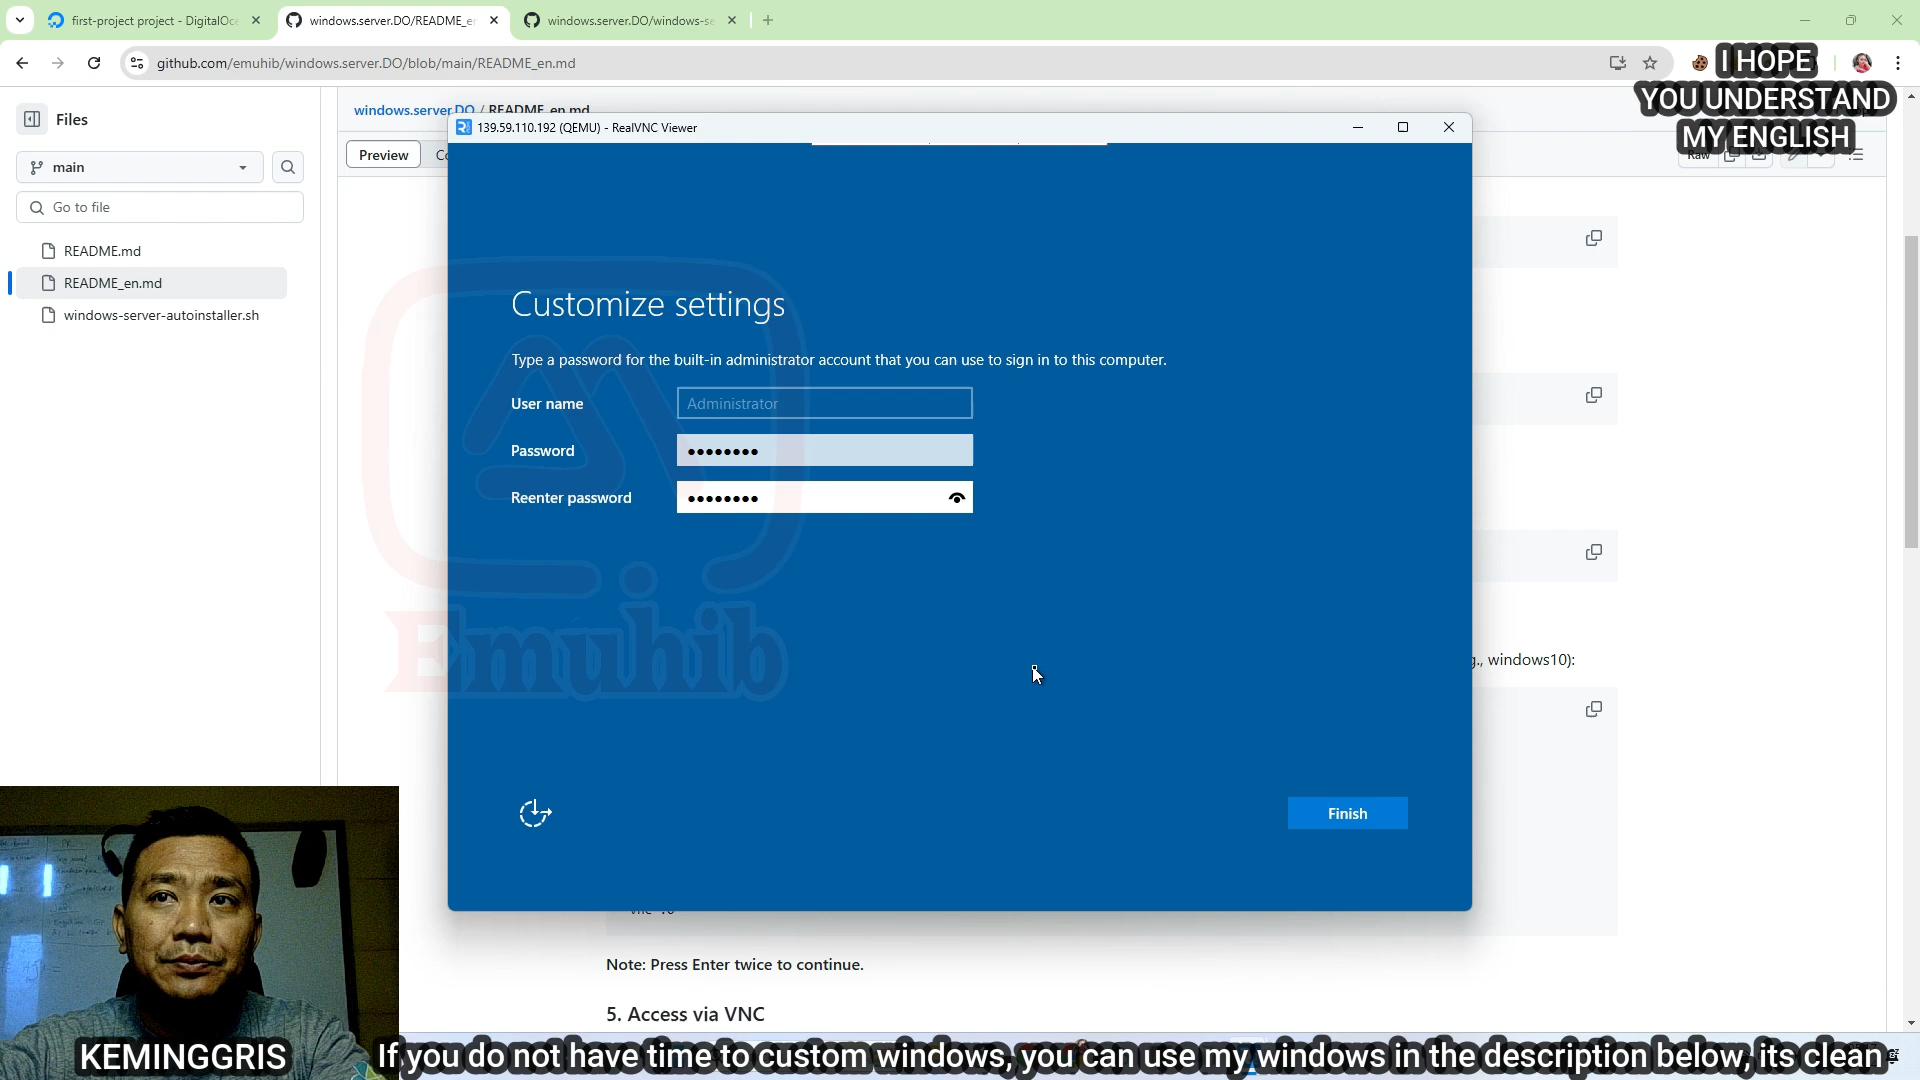 first-project project - DigitalOce
windows.server.DO/README_e
windows.server.DO/windows-se
github.com/emuhib/windows.server.DO/blob/main/README_en.md
I HOPE
YOU UNDERSTAND
MY ENGLISH
Files
main
Go to file
README.md
README_en.md
windows-server-autoinstaller.sh
windows.server.DO / README_en.md
Preview
Raw
139.59.110.192 (QEMU) - RealVNC Viewer
Customize settings
Type a password for the built-in administrator account that you can use to sign in to this computer.
User name
Administrator
Password
Reenter password
Emuhib
Finish
windows10):
Note: Press Enter twice to continue.
5. Access via VNC
KEMINGGRIS
If you do not have time to custom windows, you can use my windows in the description below, its clean